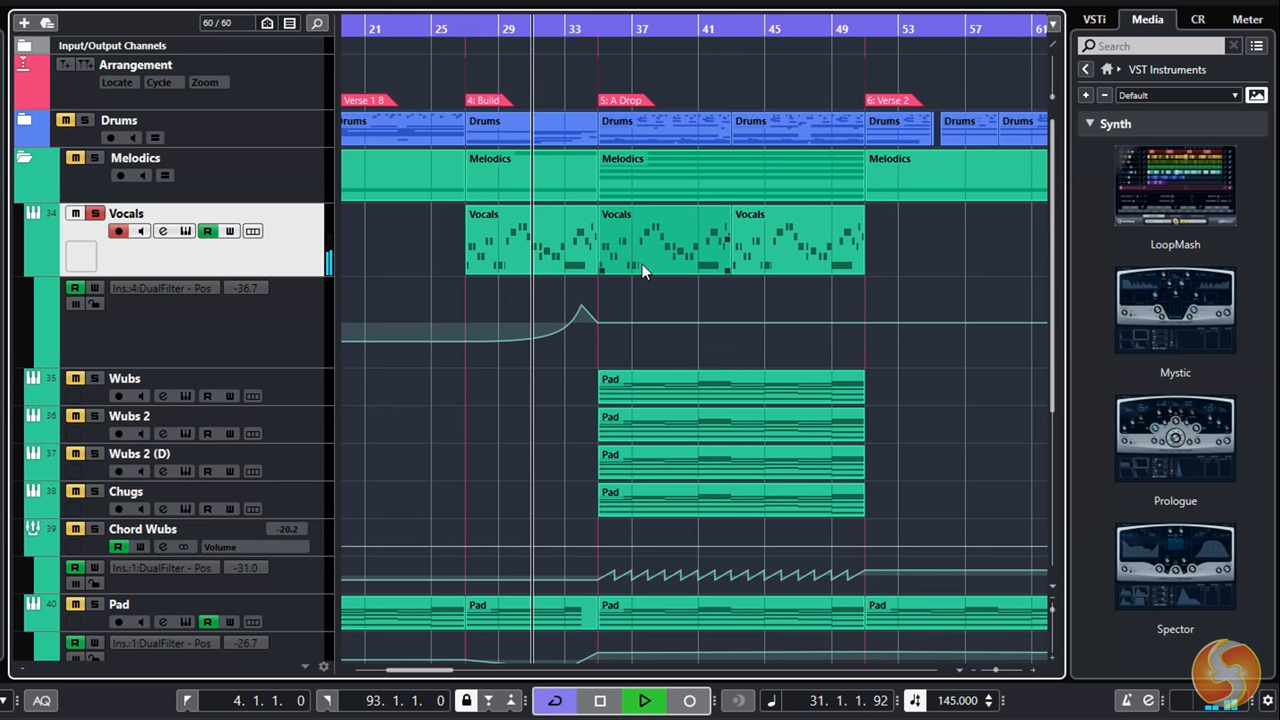 60 / 60
21 25 29 33 37 41 45 49 53 57 61
VSTi Media CR Meter
Input/Output Channels
Search
Arrangement
Locate Cycle Zoom
VST Instruments
Default
Verse 1 B 4: Build 5: A Drop 6: Verse 2
Synth
M S Drums
Drums Drums Drums Drums Drums Drums
M S Melodics
Melodics Melodics Melodics
34 M S Vocals
R W
Vocals Vocals Vocals
LoopMash
R W Ins.:4:DualFilter - Pos -36.7
Mystic
35 M S Wubs
R W
Pad
36 M S Wubs 2
R W
Pad
37 M S Wubs 2 (D)
R W
Pad
38 M S Chugs
R W
Pad
Prologue
39 M S Chord Wubs -20.2
R W Volume
R W Ins.:1:DualFilter - Pos -31.0
40 M S Pad
R W
Pad Pad Pad
Spector
R W Ins.:1:DualFilter - Pos -26.7
AQ 4. 1. 1. 0 93. 1. 1. 0 31. 1. 1. 92 145.000